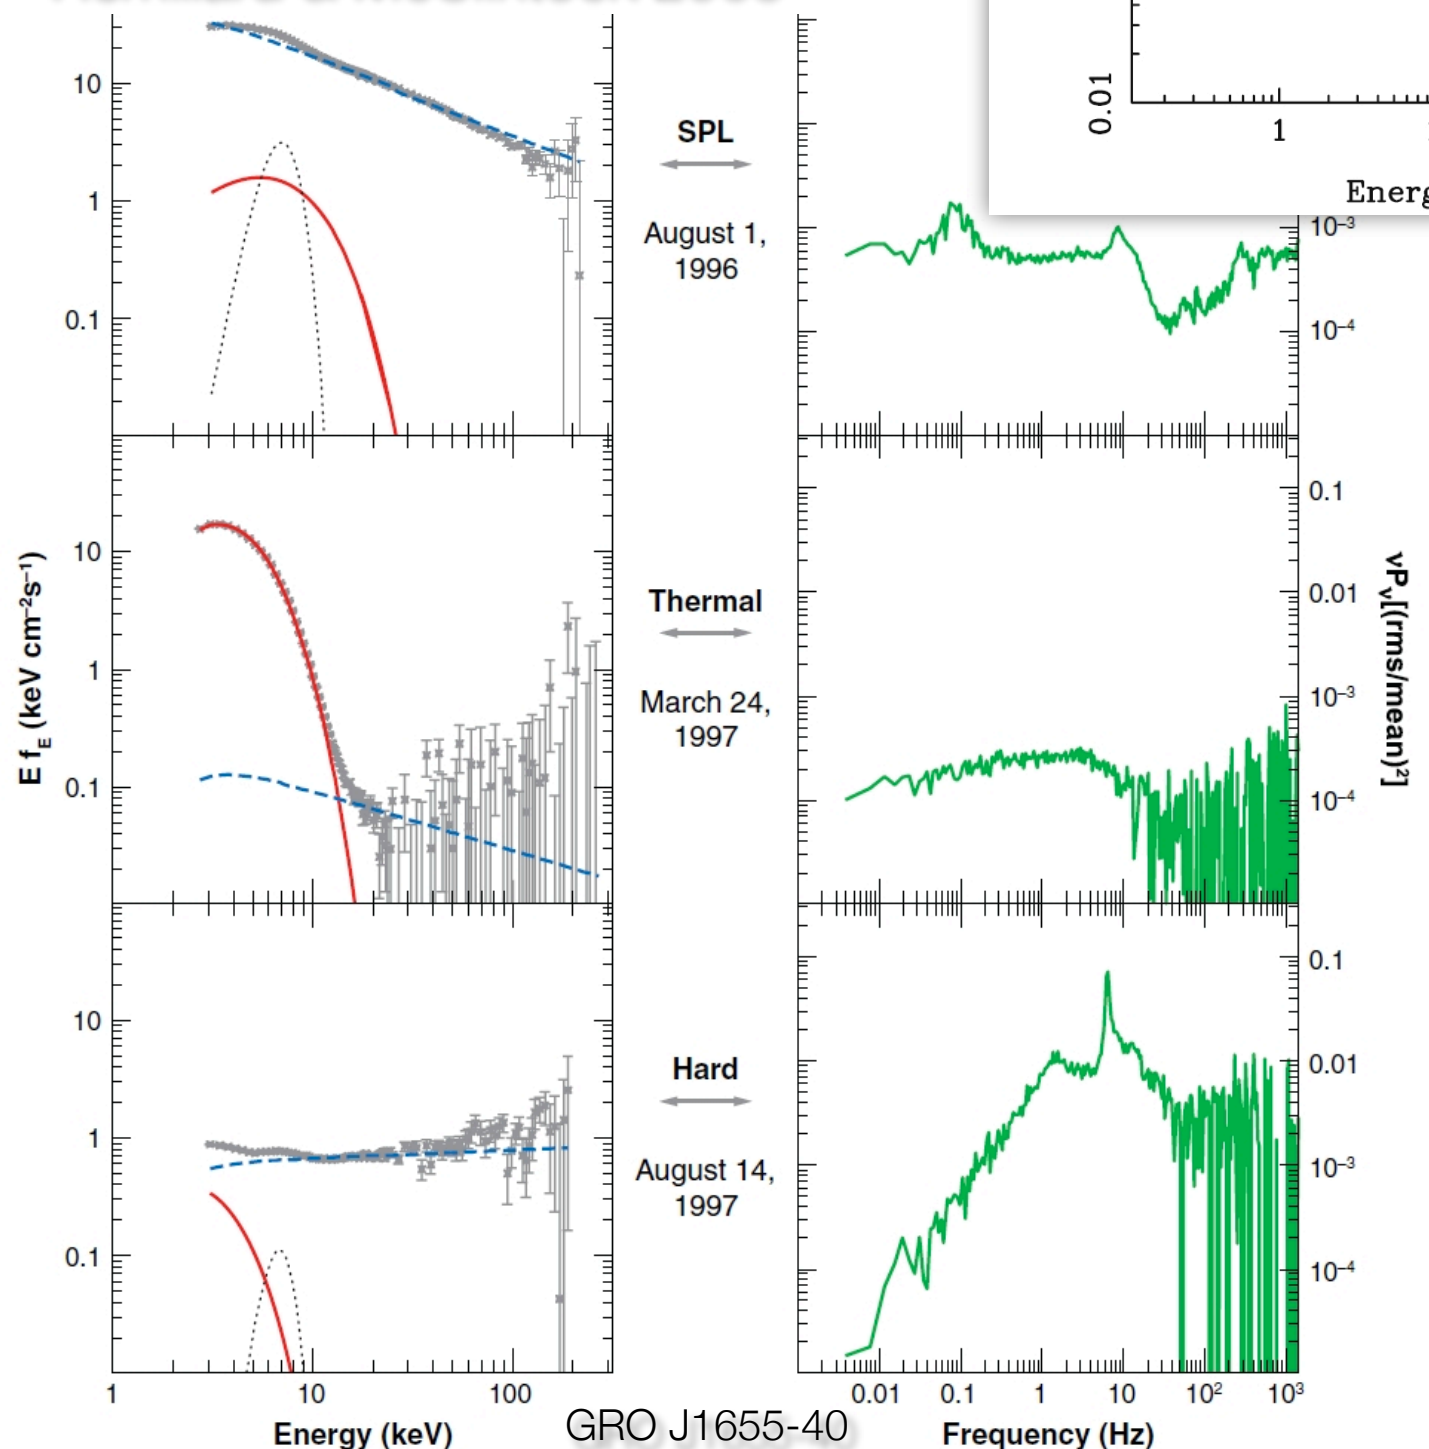 0.01
1
Energ
10
1
0.1
SPL
August 1,
1996
10⁻³
10⁻⁴
E f_E (keV cm⁻²s⁻¹)
10
1
0.1
Thermal
March 24,
1997
0.1
0.01
10⁻³
10⁻⁴
νP_ν[(rms/mean)²]
10
1
0.1
Hard
August 14,
1997
0.1
0.01
10⁻³
10⁻⁴
1 10 100
Energy (keV)
GRO J1655-40
0.01 0.1 1 10 10² 10³
Frequency (Hz)